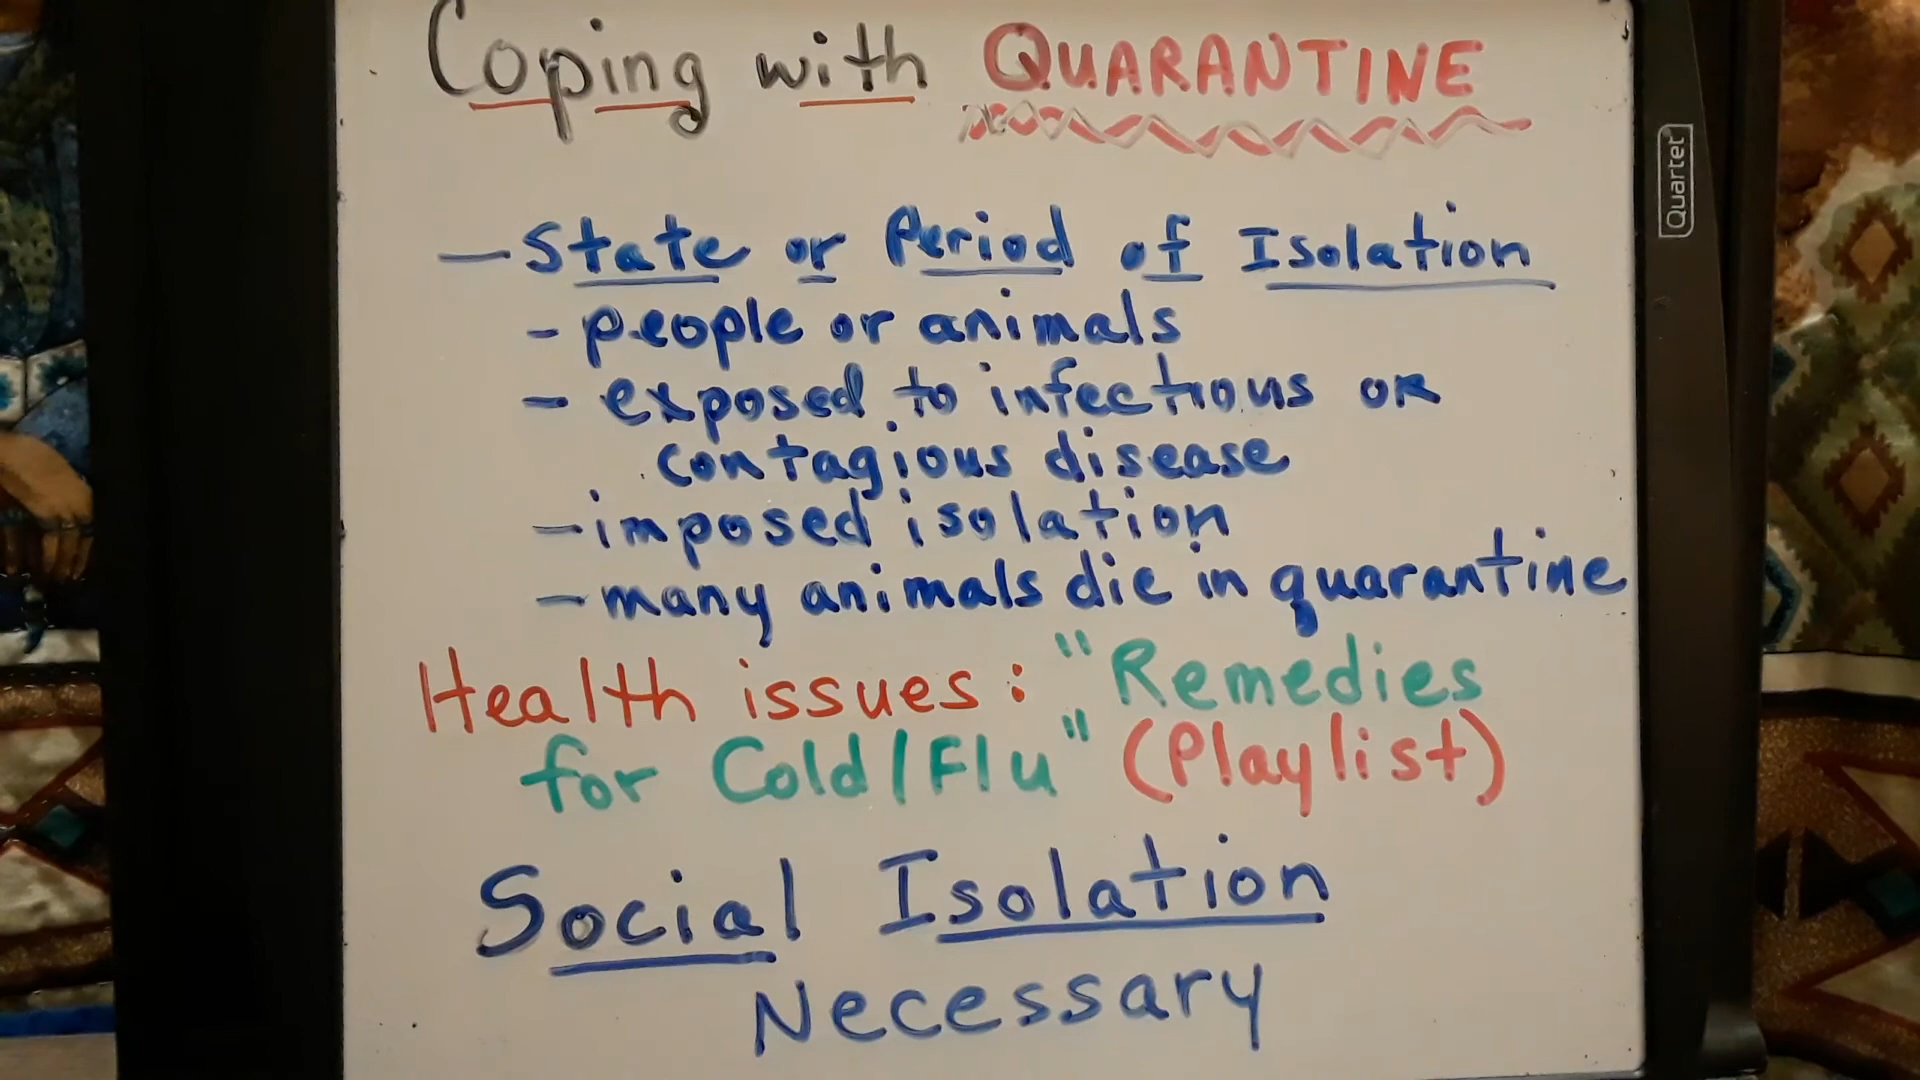 Coping with QUARANTINE
Quartet
— State or Period of Isolation
- people or animals
- exposed to infectious or
contagious disease
- imposed isolation
- many animals die in quarantine
Health issues: "Remedies
for Cold/Flu" (Playlist)
Social Isolation
Necessary